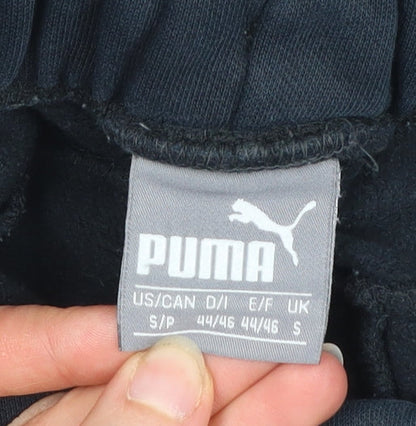 PUMA
US/CAN D/I E/F UK
S/P 44/46 44/46 S